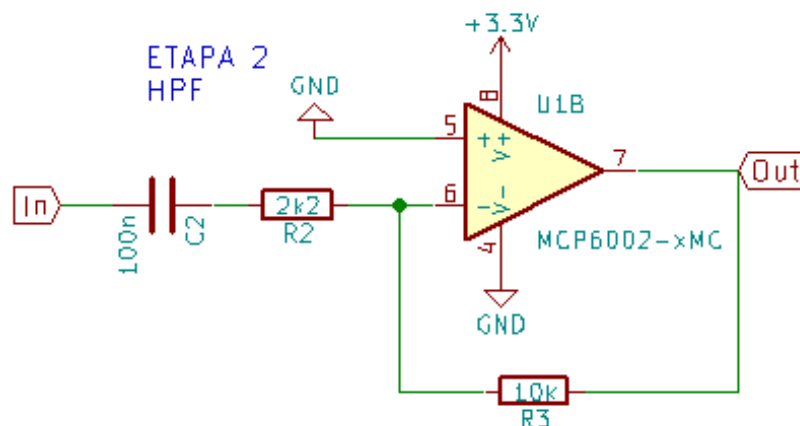 ETAPA 2
HPF
+3.3V
GND
8
U1B
5
+
V+
7
Out
In
100n
C2
2k2
R2
6
-
V-
4
MCP6002-xMC
GND
10k
R3